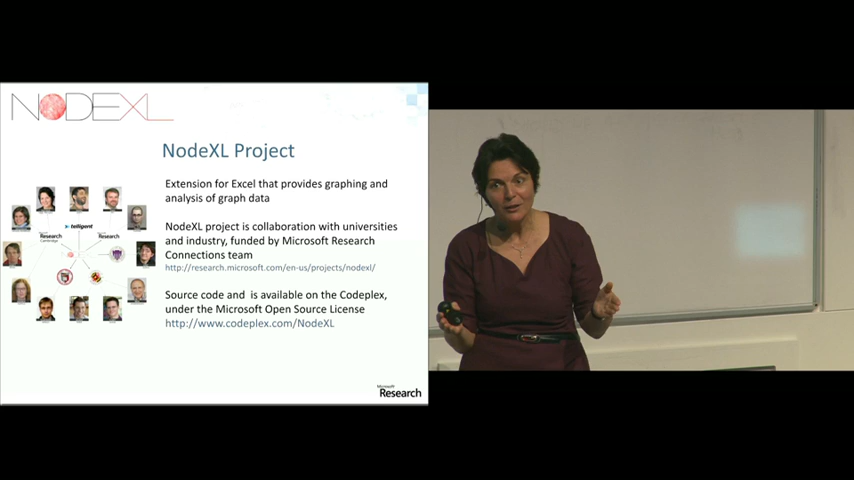 NODEXL
NodeXL Project
Extension for Excel that provides graphing and
analysis of graph data
NodeXL project is collaboration with universities
and industry, funded by Microsoft Research
Connections team
http://research.microsoft.com/en-us/projects/nodexl/
Source code and  is available on the Codeplex,
under the Microsoft Open Source License
http://www.codeplex.com/NodeXL
telligent
Research
Cambridge
Research
Microsoft
Research